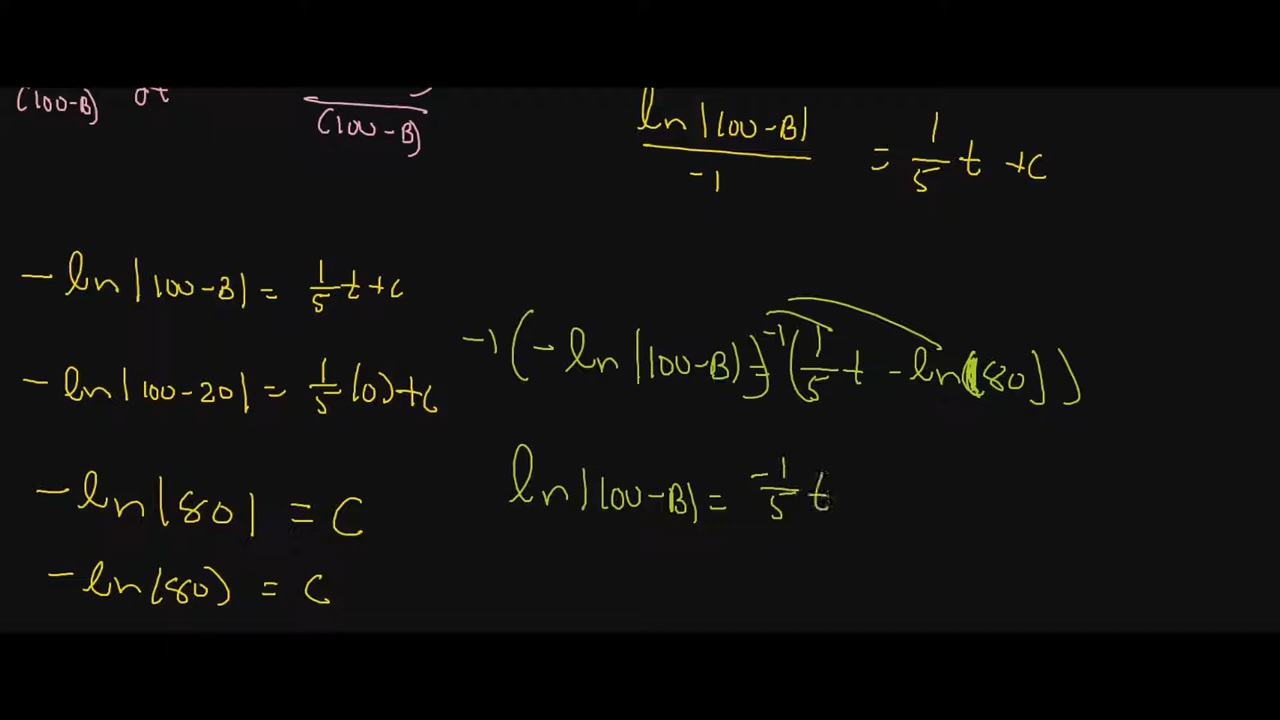 (100-B) dt
(100-B)
ln|100-B|
-1
= 1/5 t + c
-ln|100-B| = 1/5 t + c
-ln|100-20| = 1/5 (0) + c
-ln|80| = C
-ln(80) = C
-1(-ln|100-B|) = -1(1/5 t - ln(80))
ln|100-B| = -1/5 t